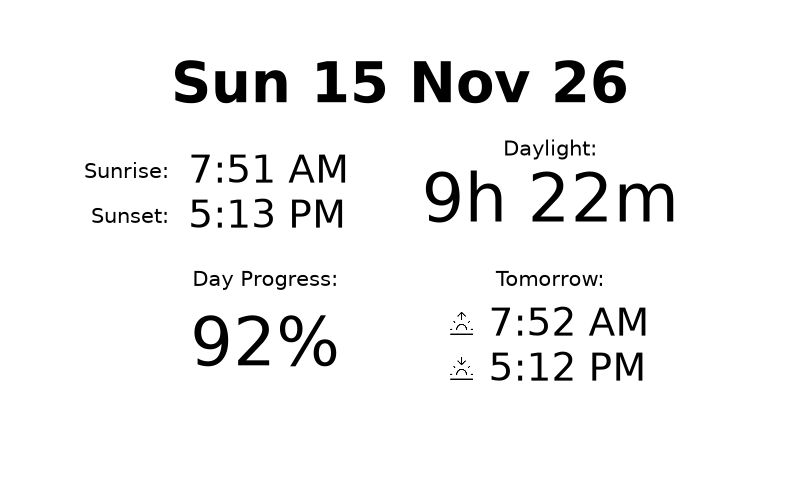 Sun 15 Nov 26
Sunrise: 7:51 AM
Sunset: 5:13 PM
Daylight:
9h 22m
Day Progress:
92%
Tomorrow:
7:52 AM
5:12 PM